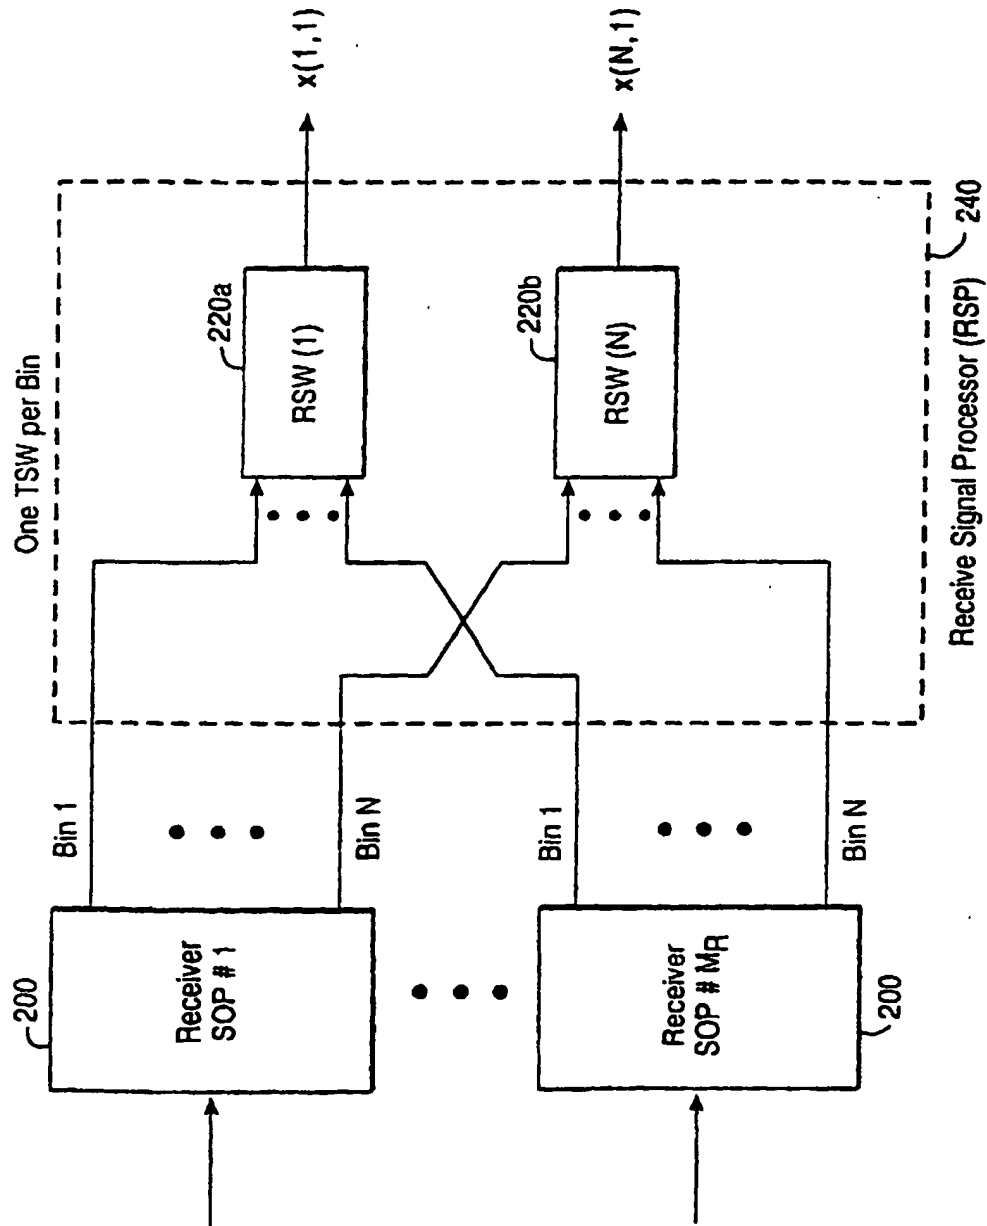 One TSW per Bin
200
Receiver
SOP # 1
Bin 1
Bin N
220a
RSW (1)
x(1,1)
Receiver
SOP # MR
200
Bin 1
Bin N
220b
RSW (N)
x(N,1)
240
Receive Signal Processor (RSP)